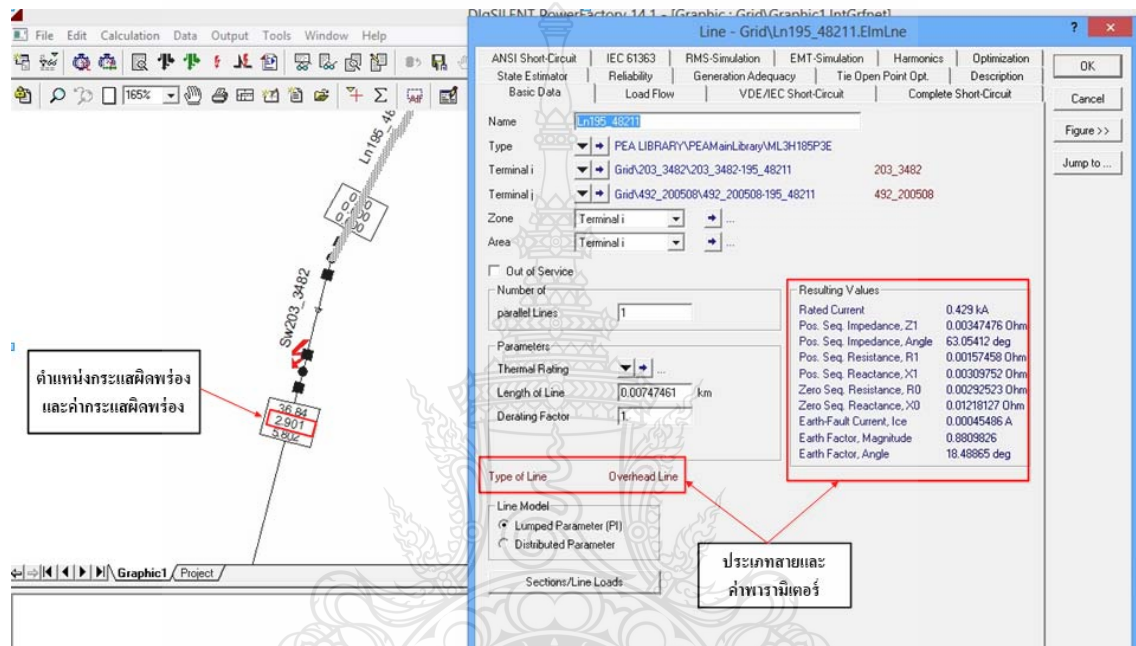 DIgSILENT PowerFactory 14.1 - [Graphic : Grid\Graphic1.IntGrfnet]
File Edit Calculation Data Output Tools Window Help
165%
Ln195_48
0.00
0.000
0.000
Sw203_3482
ตำแหน่งกระแสผิดพร่อง
และค่ากระแสผิดพร่อง
36.84
2.901
5.802
Graphic1 Project
Line - Grid\Ln195_48211.ElmLne
? x
ANSI Short-Circuit IEC 61363 RMS-Simulation EMT-Simulation Harmonics Optimization
State Estimator Reliability Generation Adequacy Tie Open Point Opt. Description
Basic Data Load Flow VDE/IEC Short-Circuit Complete Short-Circuit
OK
Cancel
Figure >>
Jump to ...
Name Ln195_48211
Type PEA LIBRARY\PEAMainLibrary\ML3H185P3E
Terminal i Grid\203_3482\203_3482-195_48211 203_3482
Terminal j Grid\492_200508\492_200508-195_48211 492_200508
Zone Terminal i ...
Area Terminal i ...
Out of Service
Number of
parallel Lines 1
Parameters
Thermal Rating ...
Length of Line 0.00747461 km
Derating Factor 1.
Resulting Values
Rated Current 0.429 kA
Pos. Seq. Impedance, Z1 0.00347476 Ohm
Pos. Seq. Impedance, Angle 63.05412 deg
Pos. Seq. Resistance, R1 0.00157458 Ohm
Pos. Seq. Reactance, X1 0.00309752 Ohm
Zero Seq. Resistance, R0 0.00292523 Ohm
Zero Seq. Reactance, X0 0.01218127 Ohm
Earth-Fault Current, Ice 0.00045486 A
Earth Factor, Magnitude 0.8809826
Earth Factor, Angle 18.48865 deg
Type of Line Overhead Line
Line Model
Lumped Parameter (PI)
Distributed Parameter
Sections/Line Loads
ประเภทสายและ
ค่าพารามิเตอร์